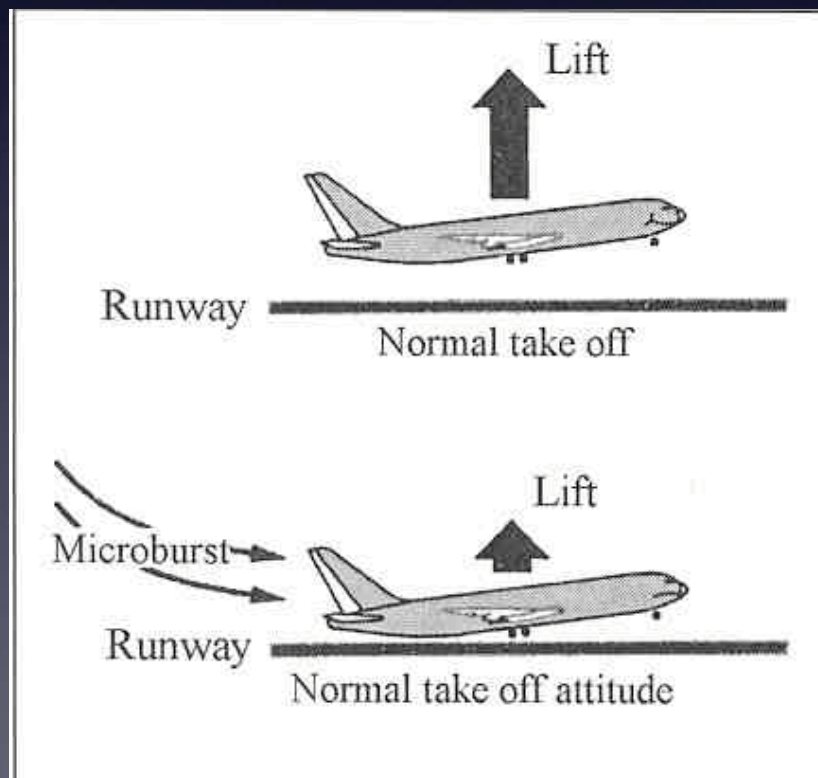 Lift
Runway
Normal take off
Lift
Microburst
Runway
Normal take off attitude